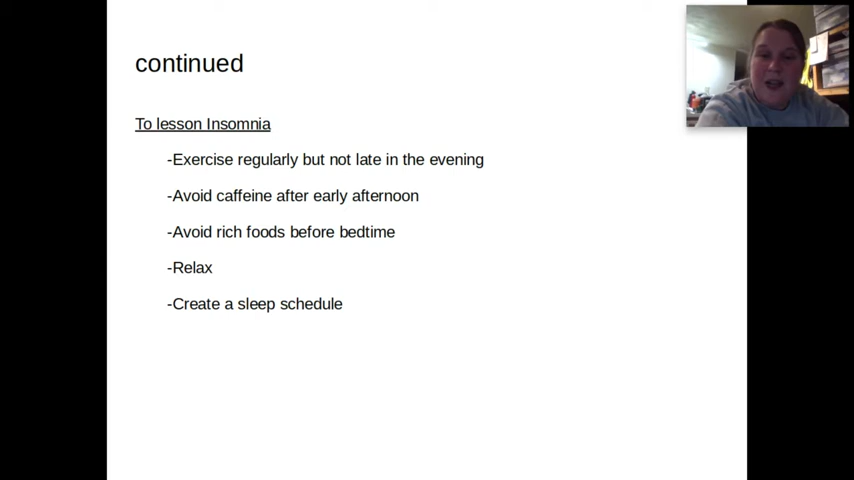 continued
To lesson Insomnia
-Exercise regularly but not late in the evening
-Avoid caffeine after early afternoon
-Avoid rich foods before bedtime
-Relax
-Create a sleep schedule